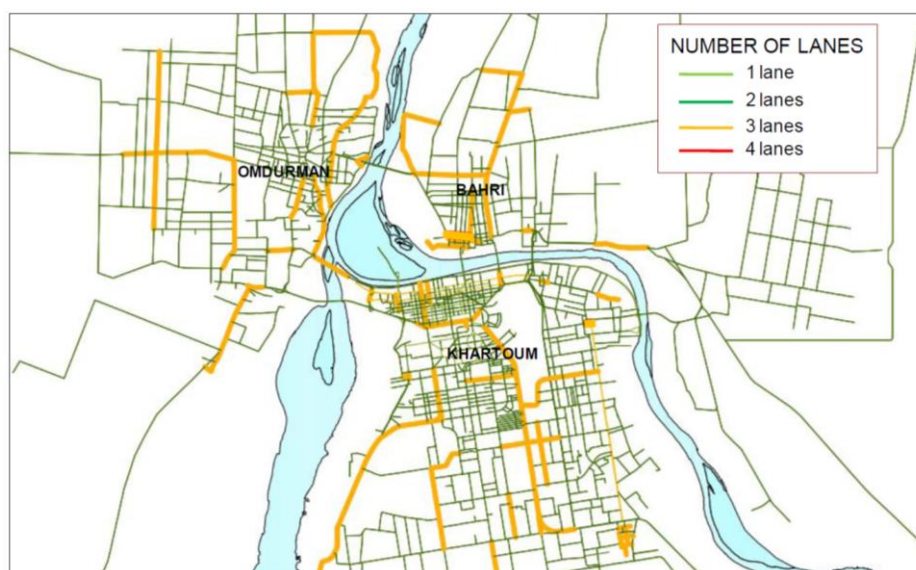 NUMBER OF LANES
1 lane
2 lanes
3 lanes
4 lanes
OMDURMAN
BAHRI
KHARTOUM